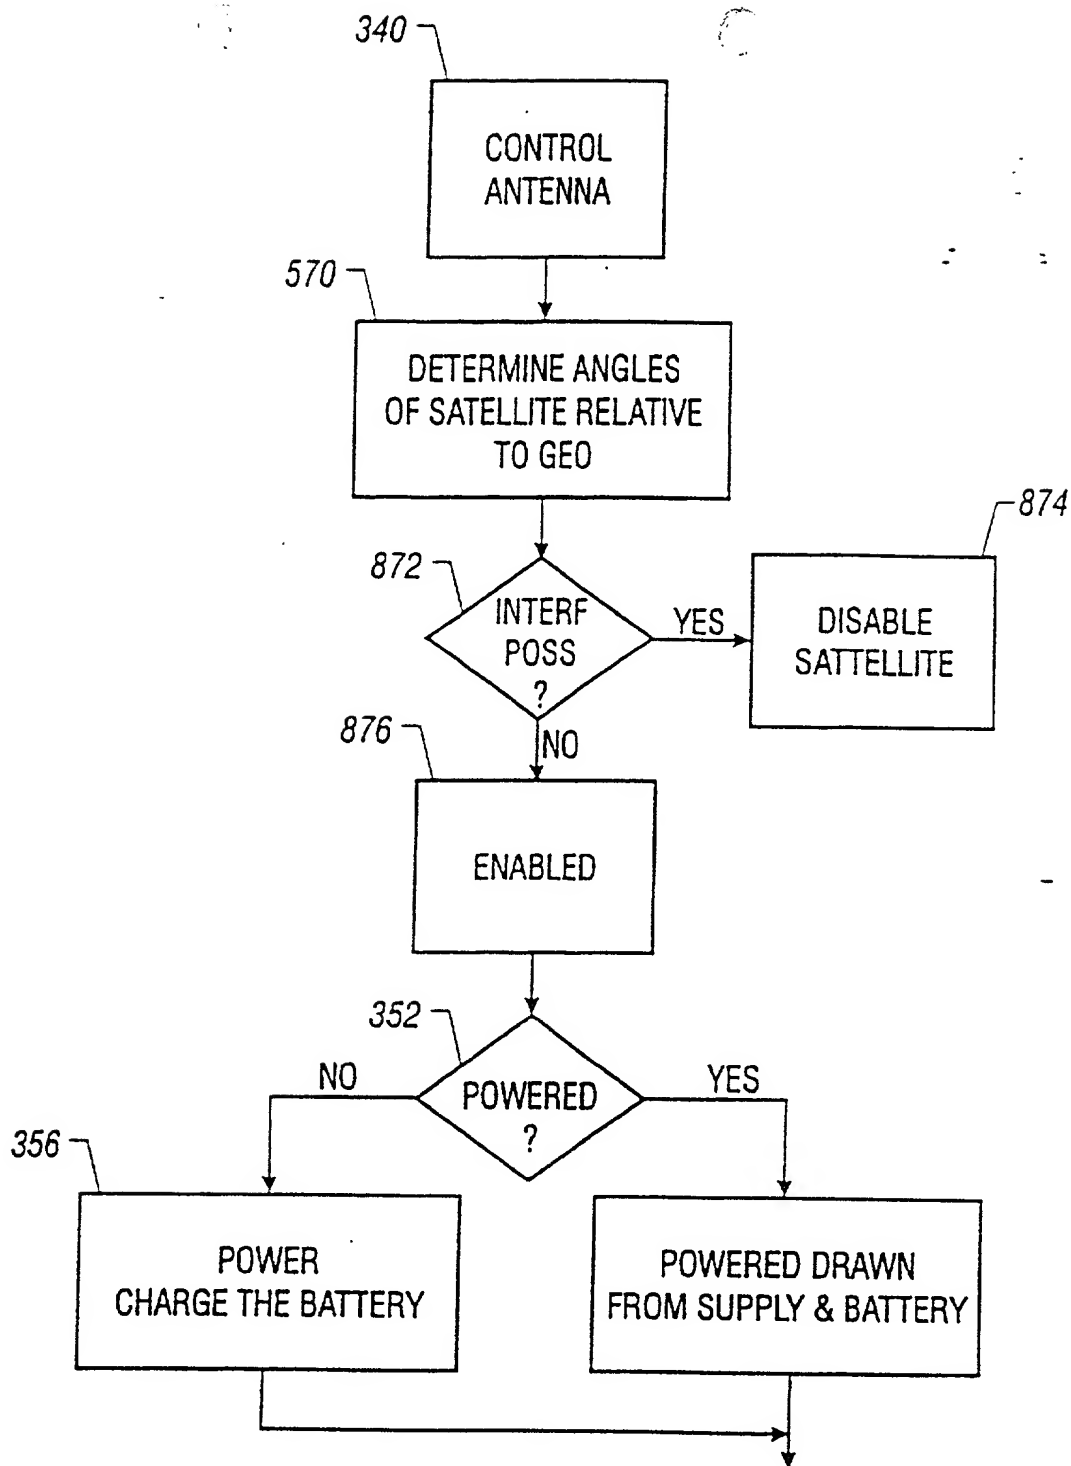 340
CONTROL
ANTENNA
570
DETERMINE ANGLES
OF SATELLITE RELATIVE
TO GEO
874
872
INTERF
POSS
?
YES
DISABLE
SATTELLITE
876
NO
ENABLED
352
NO
POWERED
?
YES
356
POWER
CHARGE THE BATTERY
POWERED DRAWN
FROM SUPPLY & BATTERY